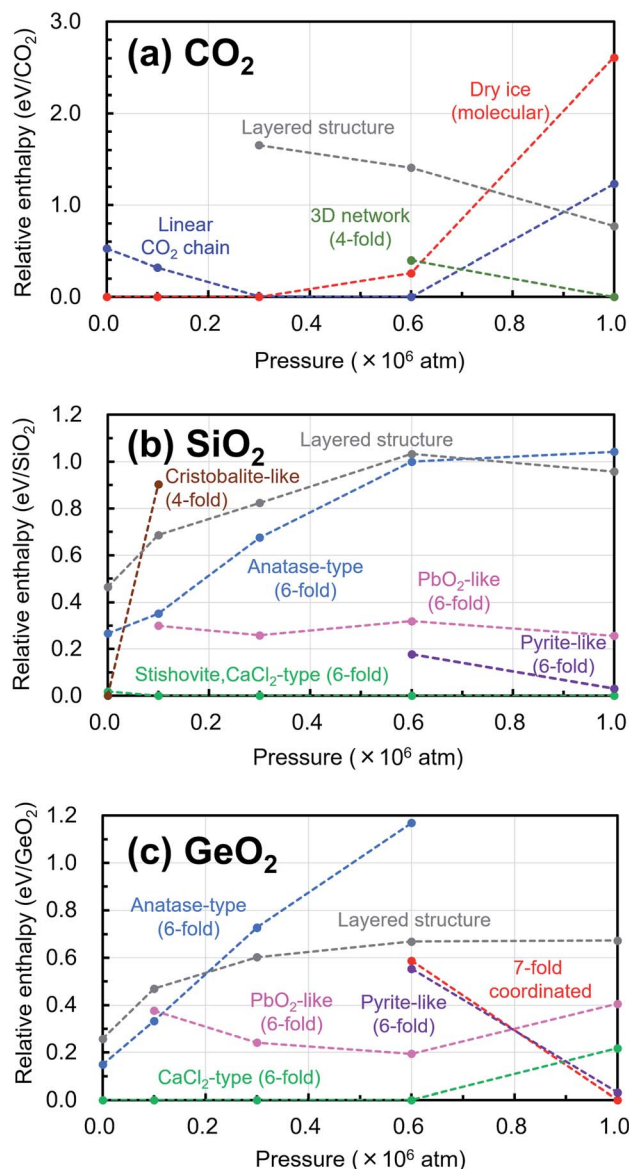 (a) CO₂
Relative enthalpy (eV/CO₂)
3.0
2.0
1.0
0.0
Dry ice
(molecular)
Layered structure
3D network
(4-fold)
Linear
CO₂ chain
0.0 0.2 0.4 0.6 0.8 1.0
Pressure (×10⁶ atm)
(b) SiO₂
Relative enthalpy (eV/SiO₂)
1.2
1.0
0.8
0.6
0.4
0.2
0.0
Layered structure
Cristobalite-like
(4-fold)
Anatase-type
(6-fold)
PbO₂-like
(6-fold)
Pyrite-like
(6-fold)
Stishovite,CaCl₂-type (6-fold)
0.0 0.2 0.4 0.6 0.8 1.0
Pressure (×10⁶ atm)
(c) GeO₂
Relative enthalpy (eV/GeO₂)
1.2
1.0
0.8
0.6
0.4
0.2
0.0
Anatase-type
(6-fold)
Layered structure
PbO₂-like
(6-fold)
Pyrite-like
(6-fold)
7-fold
coordinated
CaCl₂-type (6-fold)
0.0 0.2 0.4 0.6 0.8 1.0
Pressure (×10⁶ atm)